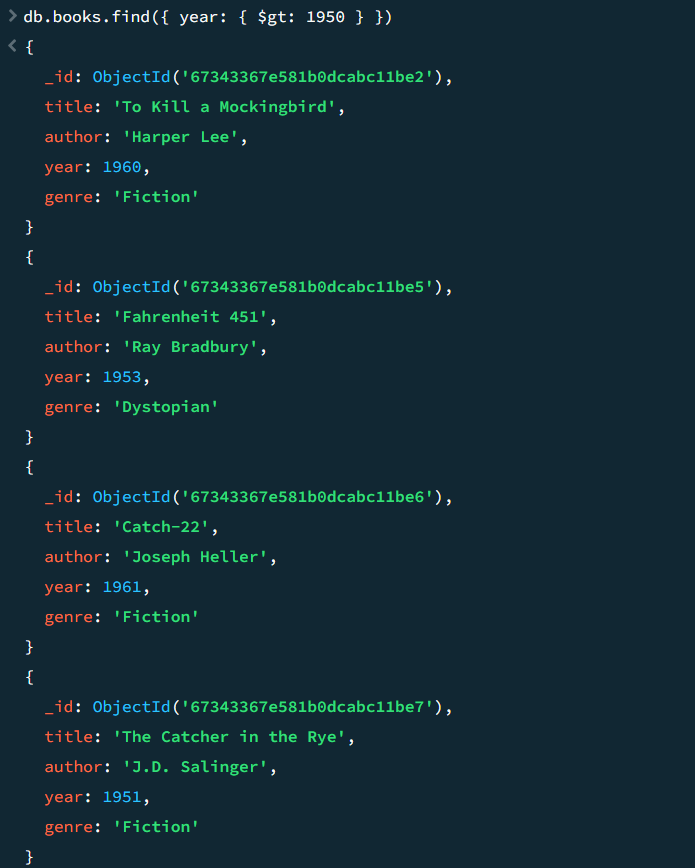 > db.books.find({ year: { $gt: 1950 } })
< {
_id: ObjectId('67343367e581b0dcabc11be2'),
title: 'To Kill a Mockingbird',
author: 'Harper Lee',
year: 1960,
genre: 'Fiction'
}
{
_id: ObjectId('67343367e581b0dcabc11be5'),
title: 'Fahrenheit 451',
author: 'Ray Bradbury',
year: 1953,
genre: 'Dystopian'
}
{
_id: ObjectId('67343367e581b0dcabc11be6'),
title: 'Catch-22',
author: 'Joseph Heller',
year: 1961,
genre: 'Fiction'
}
{
_id: ObjectId('67343367e581b0dcabc11be7'),
title: 'The Catcher in the Rye',
author: 'J.D. Salinger',
year: 1951,
genre: 'Fiction'
}